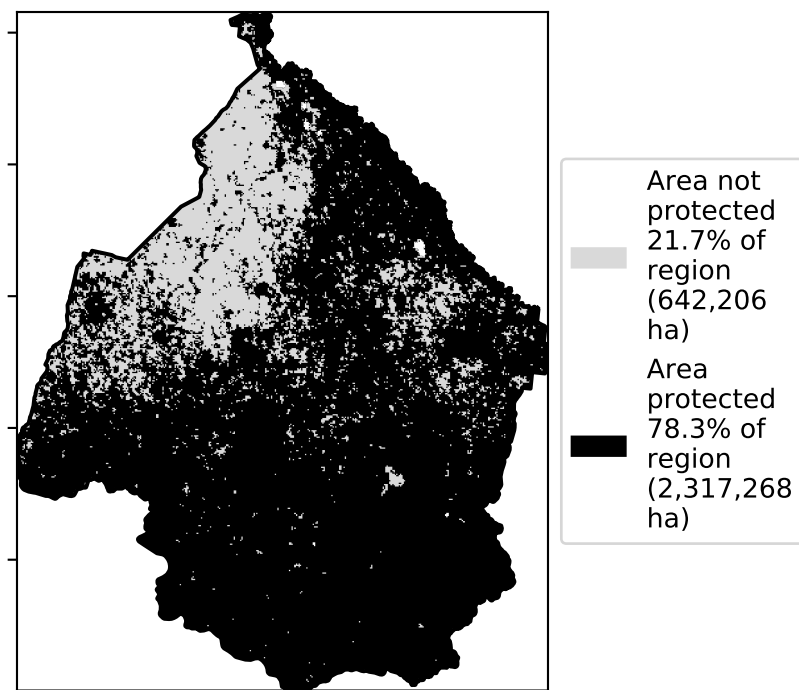 Area not
protected
21.7% of
region
(642,206
ha)
Area
protected
78.3% of
region
(2,317,268
ha)